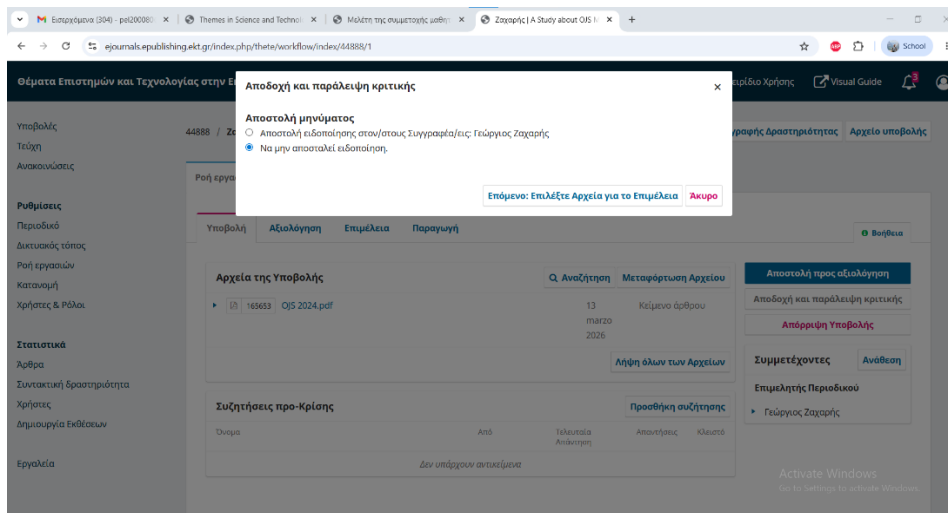 Εισερχόμενα (304) - pel20080
Themes in Science and Technol
Μελέτη της συμμετοχής μαθη
Ζαχαρής | A Study about OJS
ejournals.epublishing.ekt.gr/index.php/thete/workflow/index/44888/1
ABP
School
Θέματα Επιστημών και Τεχνολογίας στην
Χρήσης
Visual Guide
3
Αποδοχή και παράλειψη κριτικής
Αποστολή μηνύματος
Αποστολή ειδοποίησης στον/στους Συγγραφέα/εις: Γεώργιος Ζαχαρής
Να μην αποσταλεί ειδοποίηση.
Επόμενο: Επιλέξτε Αρχεία για το Επιμέλεια
Άκυρο
Υποβολές
Τεύχη
Ανακοινώσεις
Ρυθμίσεις
Περιοδικό
Δικτυακός τόπος
Ροή εργασιών
Κατανομή
Χρήστες & Ρόλοι
Στατιστικά
Άρθρα
Συντακτική δραστηριότητα
Χρήστες
Δημιουργία Εκθέσεων
Εργαλεία
44888 / Ζα
Δραστηριότητας
Αρχείο υποβολής
Ροή εργα
Υποβολή
Αξιολόγηση
Επιμέλεια
Παραγωγή
Βοήθεια
Αρχεία της Υποβολής
Αναζήτηση
Μεταφόρτωση Αρχείου
165653 OJS 2024.pdf
13 marzo 2026
Κείμενο άρθρου
Λήψη όλων των Αρχείων
Συζητήσεις προ-Κρίσης
Προσθήκη συζήτησης
Όνομα
Από
Τελευταία Απάντηση
Απαντήσεις
Κλειστό
Δεν υπάρχουν αντικείμενα
Αποστολή προς αξιολόγηση
Αποδοχή και παράλειψη κριτικής
Απόρριψη Υποβολής
Συμμετέχοντες
Ανάθεση
Επιμελητής Περιοδικού
Γεώργιος Ζαχαρής
Activate Windows
Go to Settings to activate Windows.